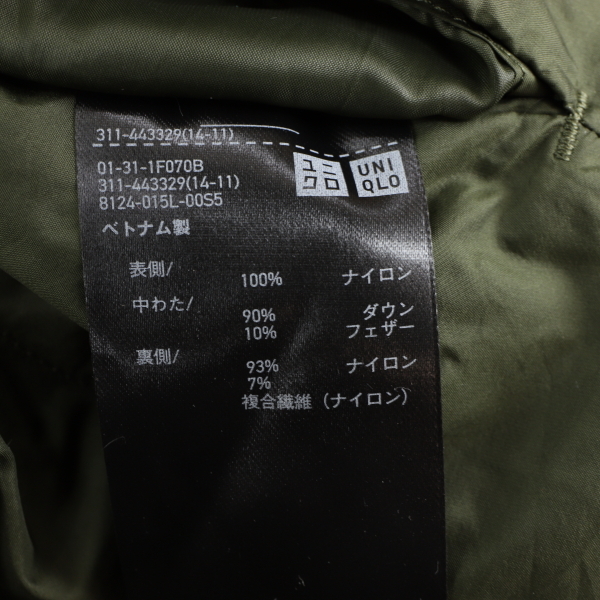 311-443329(14-11)
01-31-1F070B
311-443329(14-11)
8124-015L-00S5
ユニクロ
UNIQLO
ベトナム製
表側/ 100% ナイロン
中わた/ 90% ダウン
10% フェザー
裏側/ 93% ナイロン
7%
複合繊維（ナイロン）